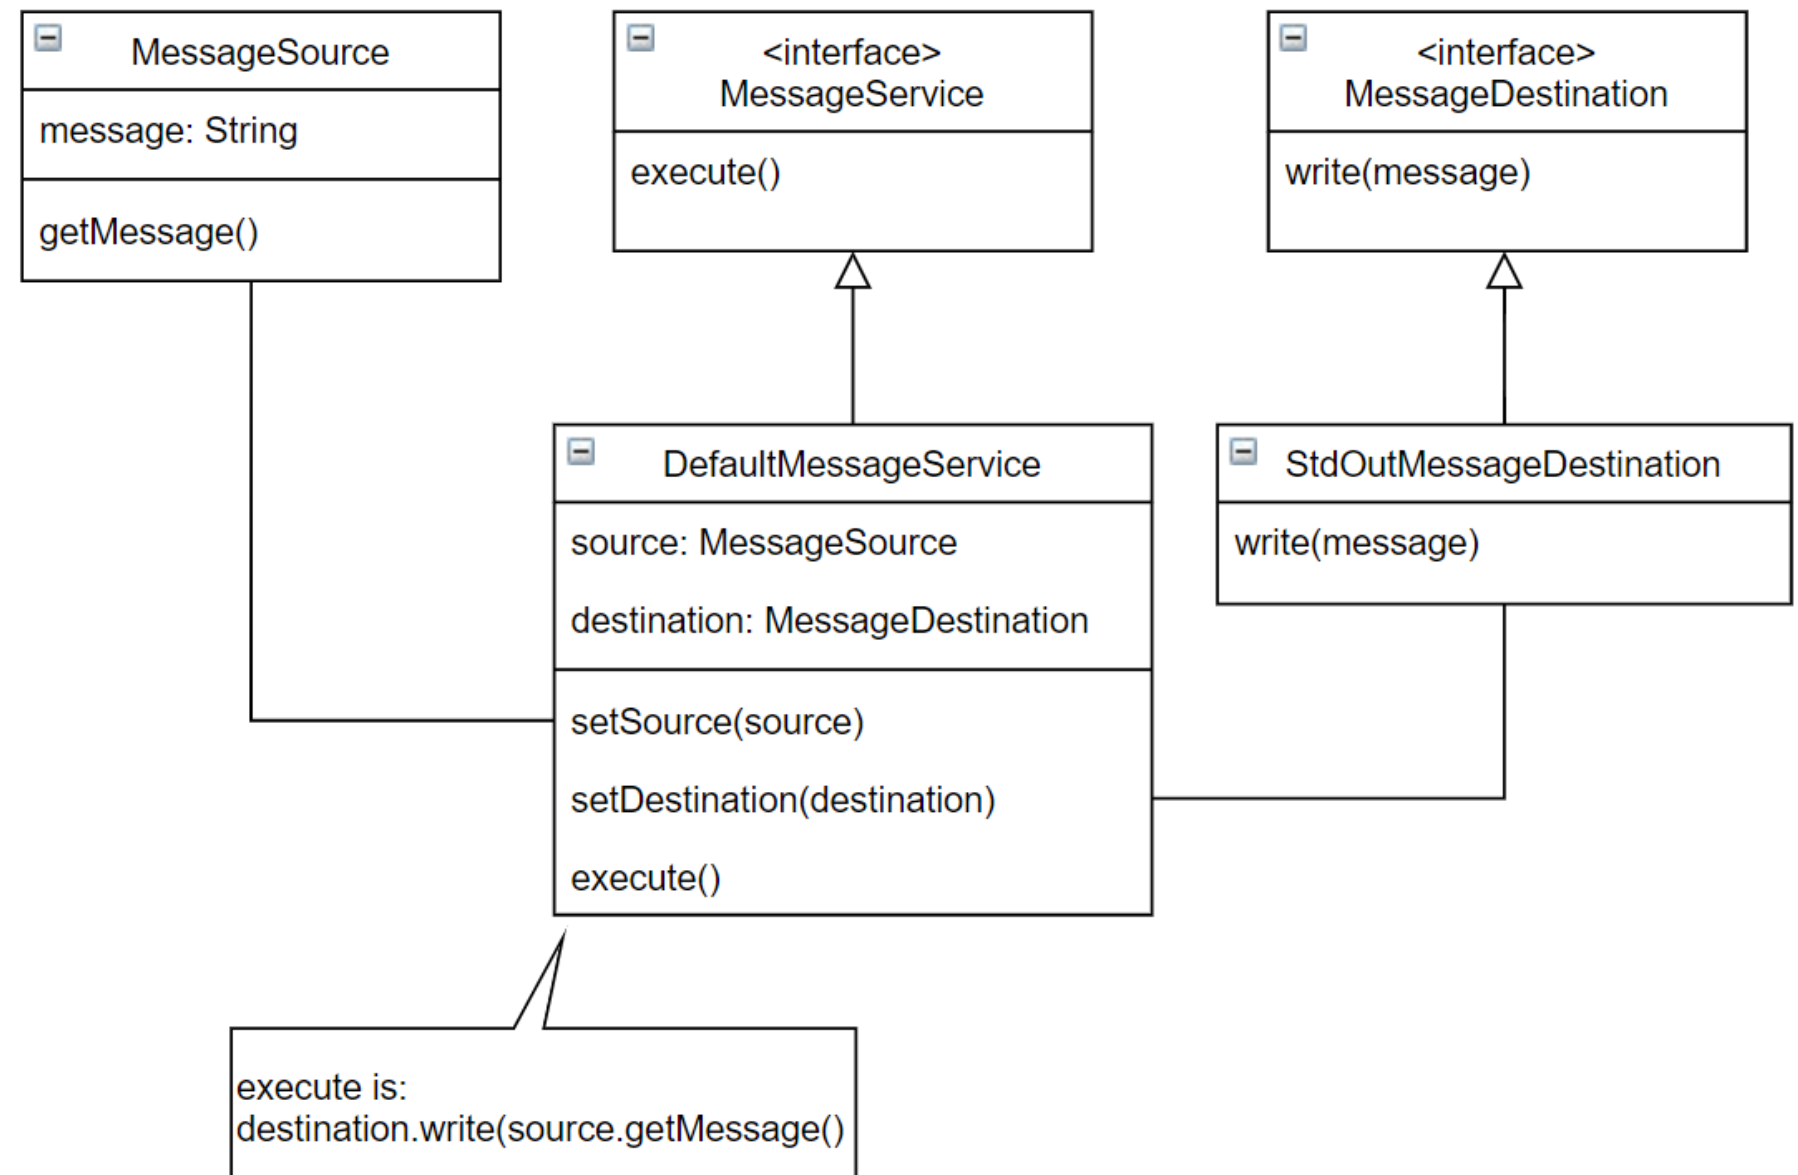 MessageSource
message: String
getMessage()
<interface>
MessageService
execute()
<interface>
MessageDestination
write(message)
DefaultMessageService
source: MessageSource
destination: MessageDestination
setSource(source)
setDestination(destination)
execute()
StdOutMessageDestination
write(message)
execute is:
destination.write(source.getMessage()